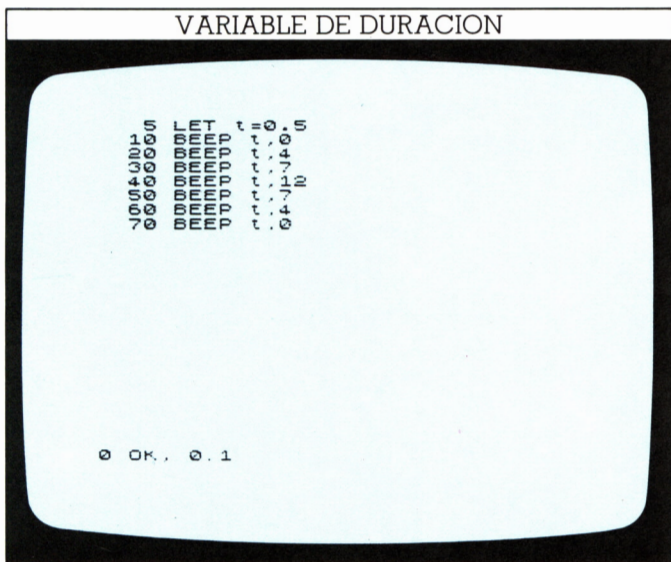 VARIABLE DE DURACION
5 LET t=0.5
10 BEEP t,0
20 BEEP t,4
30 BEEP t,7
40 BEEP t,12
50 BEEP t,7
60 BEEP t,4
70 BEEP t,0
0 OK, 0:1